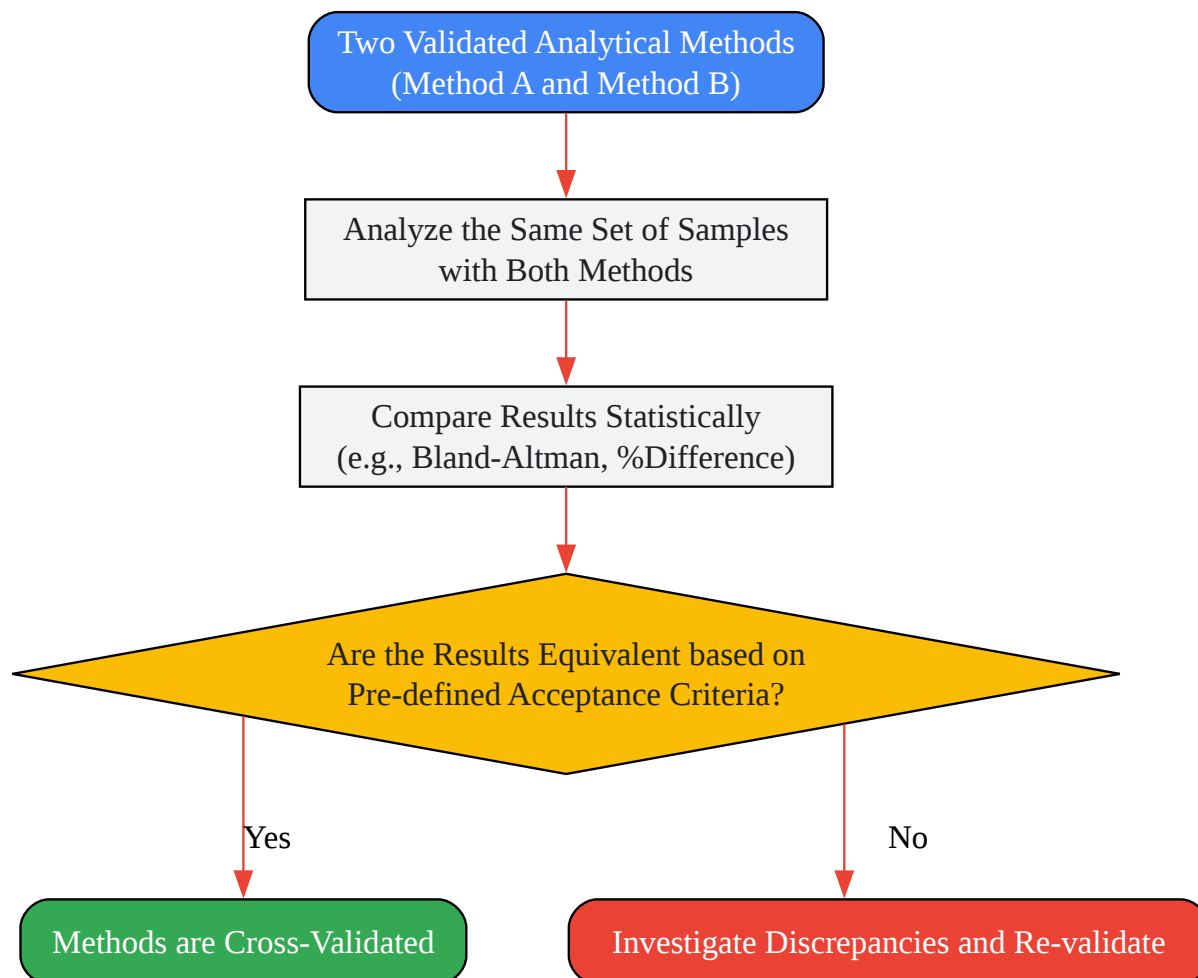 Two Validated Analytical Methods
(Method A and Method B)
Analyze the Same Set of Samples
with Both Methods
Compare Results Statistically
(e.g., Bland-Altman, %Difference)
Are the Results Equivalent based on
Pre-defined Acceptance Criteria?
Yes
No
Methods are Cross-Validated
Investigate Discrepancies and Re-validate